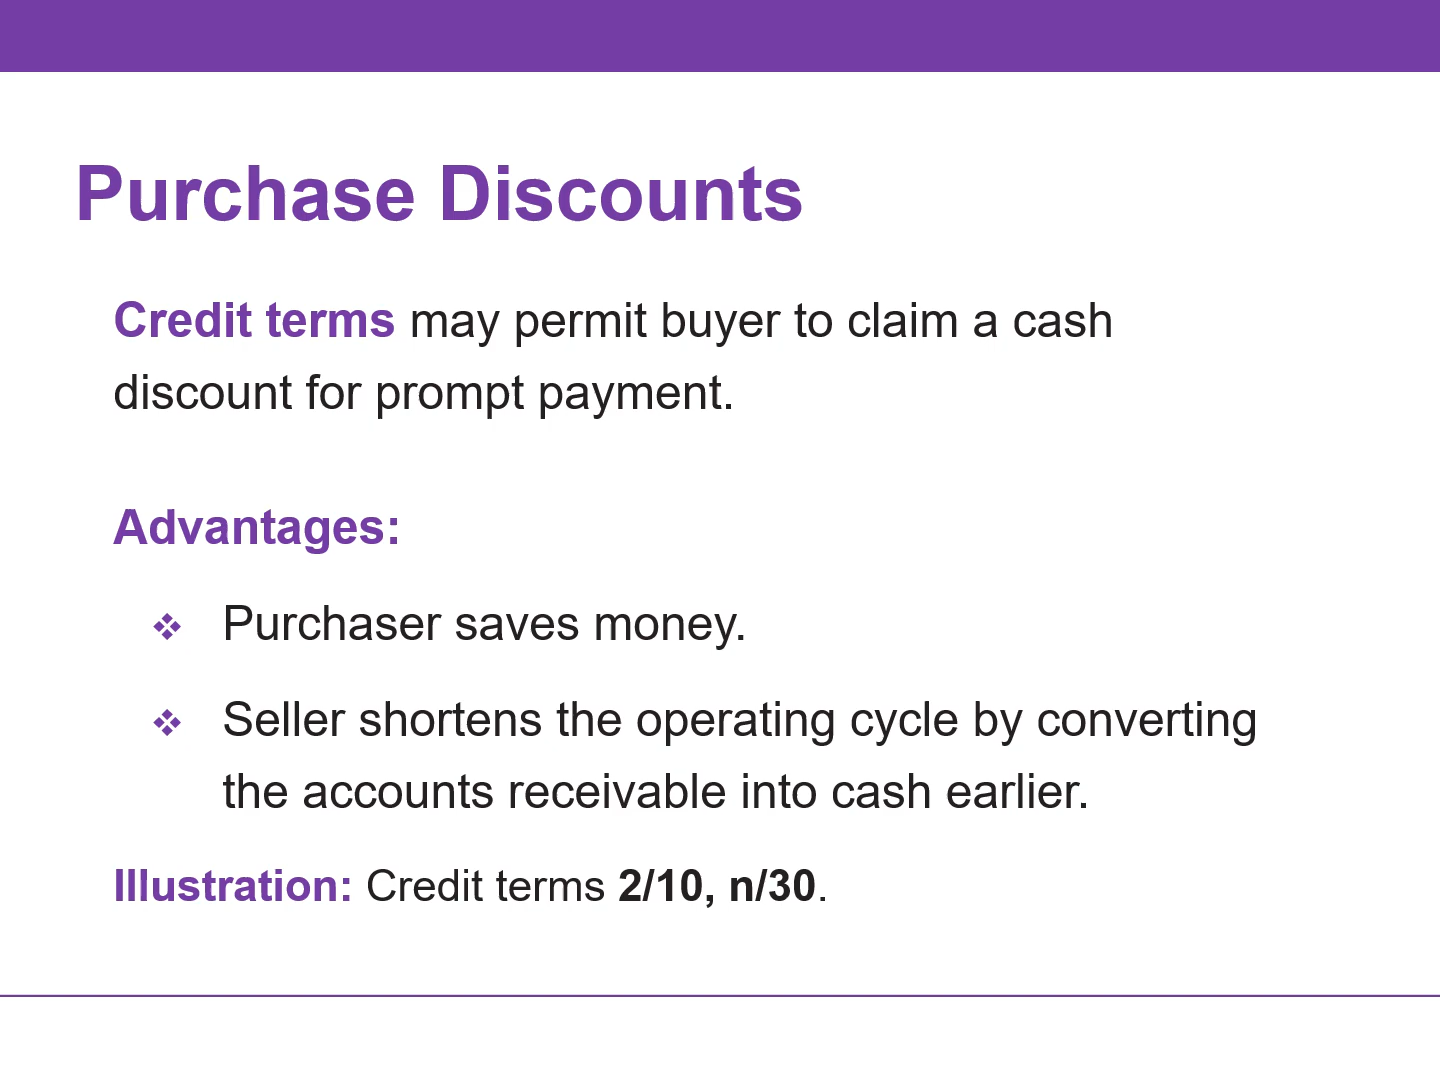 Purchase Discounts
Credit terms may permit buyer to claim a cash
discount for prompt payment.
Advantages:
❖ Purchaser saves money.
❖ Seller shortens the operating cycle by converting
the accounts receivable into cash earlier.
Illustration: Credit terms 2/10, n/30.